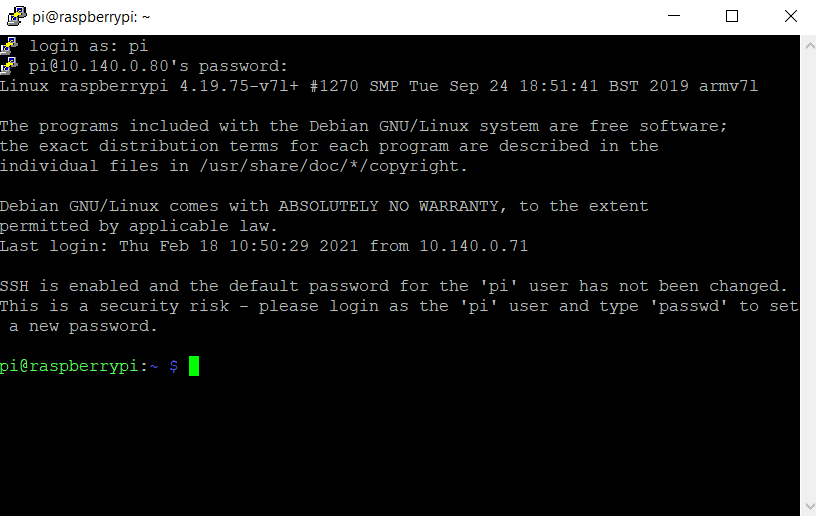 pi@raspberrypi: ~
login as: pi
pi@10.140.0.80's password:
Linux raspberrypi 4.19.75-v7l+ #1270 SMP Tue Sep 24 18:51:41 BST 2019 armv7l
The programs included with the Debian GNU/Linux system are free software;
the exact distribution terms for each program are described in the
individual files in /usr/share/doc/*/copyright.
Debian GNU/Linux comes with ABSOLUTELY NO WARRANTY, to the extent
permitted by applicable law.
Last login: Thu Feb 18 10:50:29 2021 from 10.140.0.71
SSH is enabled and the default password for the 'pi' user has not been changed.
This is a security risk - please login as the 'pi' user and type 'passwd' to set
 a new password.
pi@raspberrypi:~ $